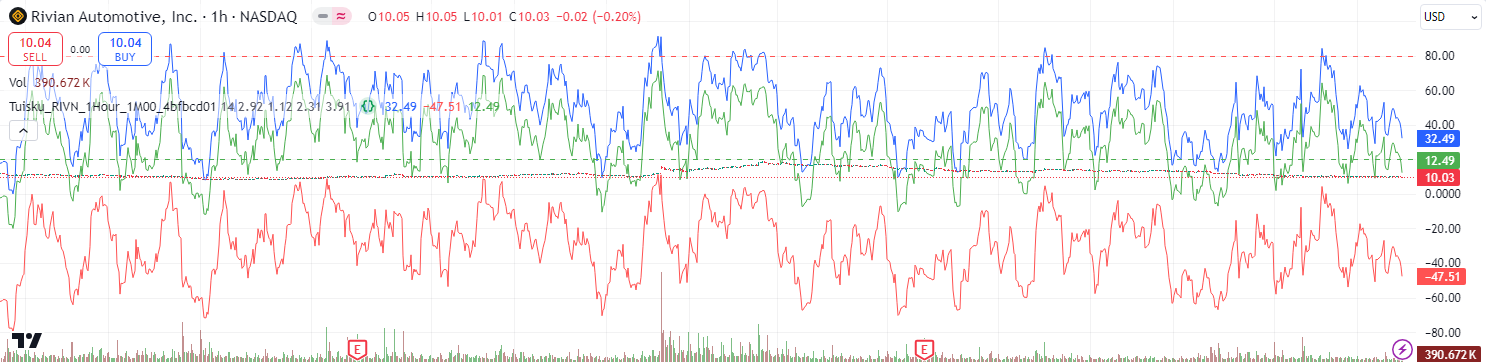 Rivian Automotive, Inc. · 1h · NASDAQ O10.05 H10.05 L10.01 C10.03 −0.02 (−0.20%)
USD
10.04 SELL
0.00
10.04 BUY
Vol 390.672 K
Tuisku_RIVN_1Hour_1M00_4bfbcd01 14 2.92 1.12 2.31 3.91 32.49 −47.51 12.49
80.00
60.00
40.00
32.49
12.49
10.03
0.0000
−20.00
−40.00
−47.51
−60.00
−80.00
390.672 K
E
E